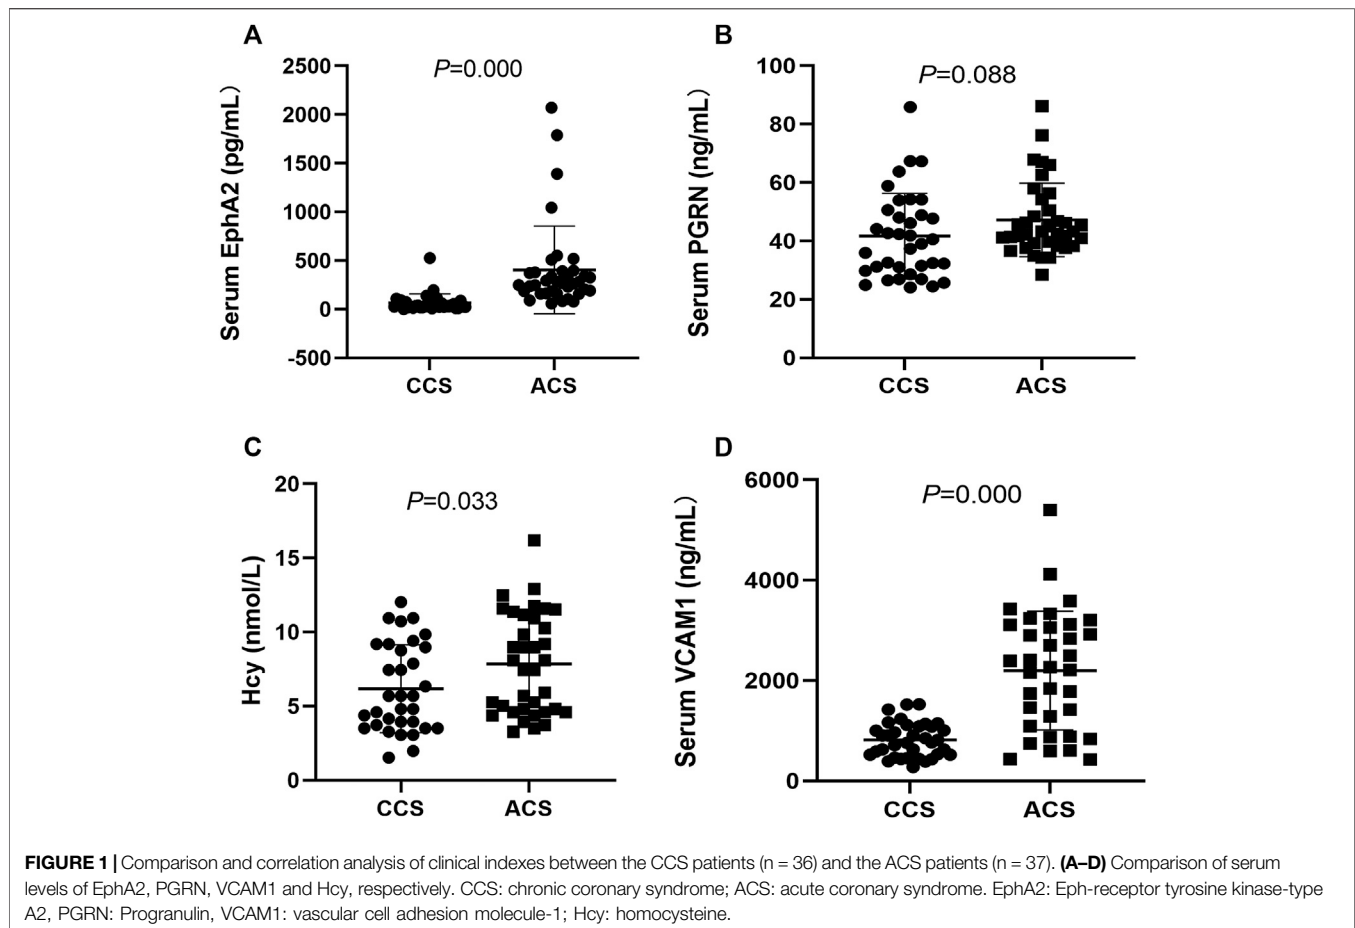 A
P=0.000
2500
2000
1500
1000
500
0
-500
Serum EphA2 (pg/mL)
CCS
ACS
B
P=0.088
100
80
60
40
20
0
Serum PGRN (ng/mL)
CCS
ACS
C
P=0.033
20
15
10
5
0
Hcy (nmol/L)
CCS
ACS
D
P=0.000
6000
4000
2000
0
Serum VCAM1 (ng/mL)
CCS
ACS
FIGURE 1 | Comparison and correlation analysis of clinical indexes between the CCS patients (n = 36) and the ACS patients (n = 37). (A–D) Comparison of serum
levels of EphA2, PGRN, VCAM1 and Hcy, respectively. CCS: chronic coronary syndrome; ACS: acute coronary syndrome. EphA2: Eph-receptor tyrosine kinase-type
A2, PGRN: Progranulin, VCAM1: vascular cell adhesion molecule-1; Hcy: homocysteine.